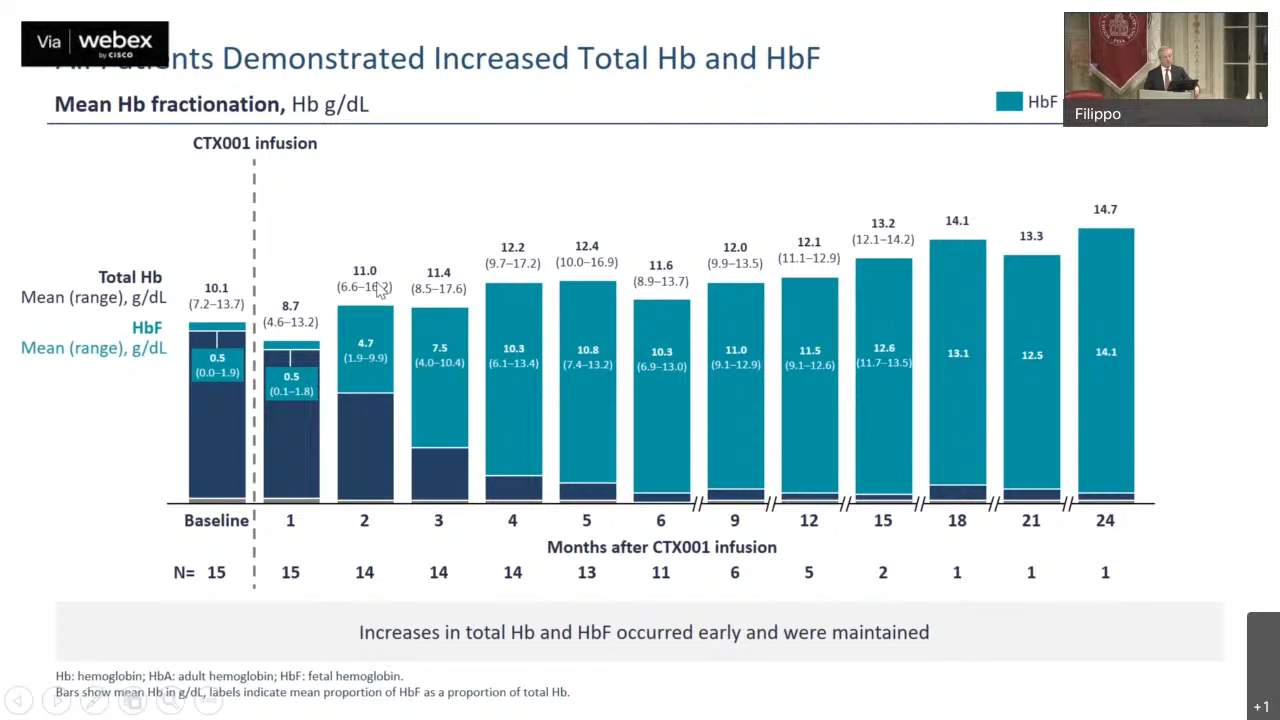 Via webex
by CISCO
Patients Demonstrated Increased Total Hb and HbF
Mean Hb fractionation, Hb g/dL
HbF
Filippo
CTX001 infusion
Total Hb
Mean (range), g/dL
HbF
Mean (range), g/dL
10.1
(7.2–13.7)
0.5
(0.0–1.9)
8.7
(4.6–13.2)
0.5
(0.1–1.8)
11.0
(6.6–16.2)
4.7
(1.9–9.9)
11.4
(8.5–17.6)
7.5
(4.0–10.4)
12.2
(9.7–17.2)
10.3
(6.1–13.4)
12.4
(10.0–16.9)
10.8
(7.4–13.2)
11.6
(8.9–13.7)
10.3
(6.9–13.0)
12.0
(9.9–13.5)
11.0
(9.1–12.9)
12.1
(11.1–12.9)
11.5
(9.1–12.6)
13.2
(12.1–14.2)
12.6
(11.7–13.5)
14.1
13.1
13.3
12.5
14.7
14.1
Baseline 1 2 3 4 5 6 9 12 15 18 21 24
Months after CTX001 infusion
N= 15 15 14 14 14 13 11 6 5 2 1 1 1
Increases in total Hb and HbF occurred early and were maintained
Hb: hemoglobin; HbA: adult hemoglobin; HbF: fetal hemoglobin.
Bars show mean Hb in g/dL, labels indicate mean proportion of HbF as a proportion of total Hb.
+1